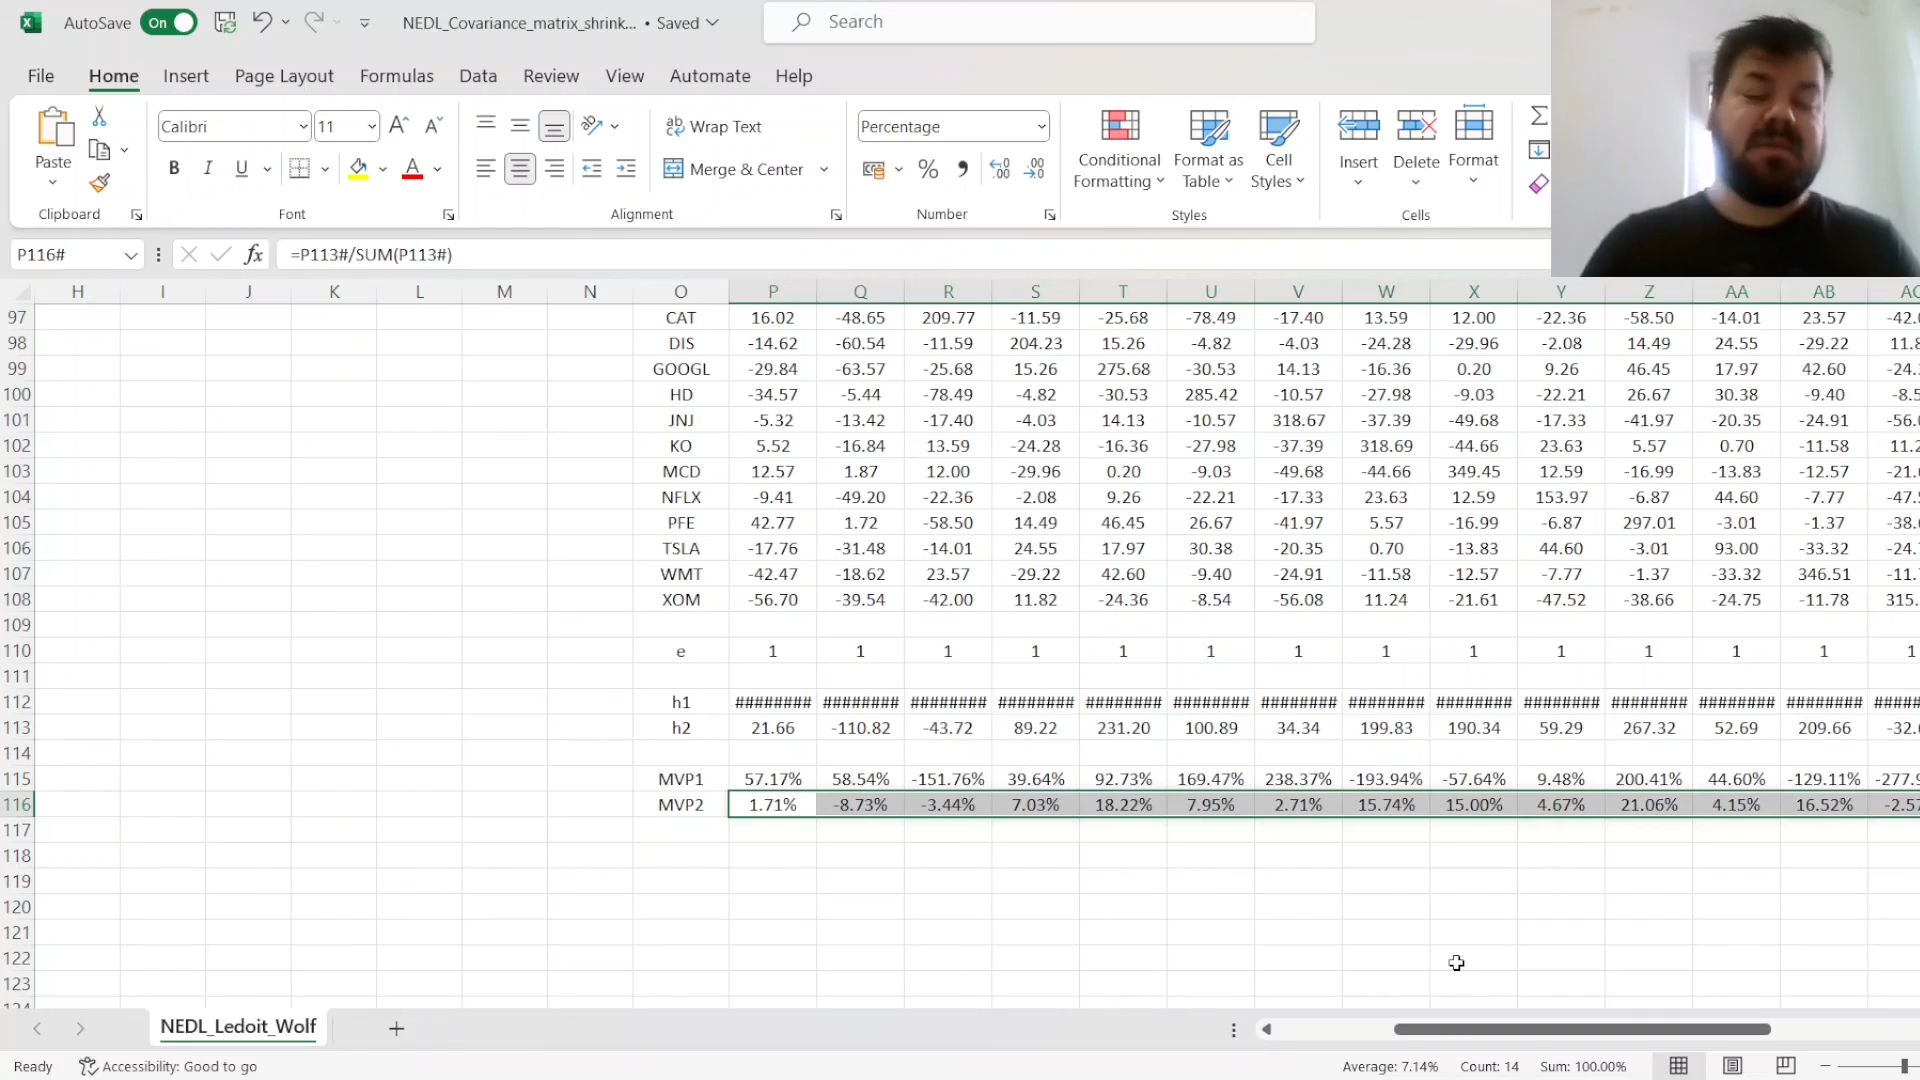 AutoSave On NEDL_Covariance_matrix_shrink... • Saved Search
File Home Insert Page Layout Formulas Data Review View Automate Help
Paste Calibri 11 Wrap Text Percentage Conditional Formatting Format as Table Cell Styles Insert Delete Format
B I U Merge & Center %
Clipboard Font Alignment Number Styles Cells
P116# fx =P113#/SUM(P113#)
H I J K L M N O P Q R S T U V W X Y Z AA AB
97 CAT 16.02 -48.65 209.77 -11.59 -25.68 -78.49 -17.40 13.59 12.00 -22.36 -58.50 -14.01 23.57
98 DIS -14.62 -60.54 -11.59 204.23 15.26 -4.82 -4.03 -24.28 -29.96 -2.08 14.49 24.55 -29.22
99 GOOGL -29.84 -63.57 -25.68 15.26 275.68 -30.53 14.13 -16.36 0.20 9.26 46.45 17.97 42.60
100 HD -34.57 -5.44 -78.49 -4.82 -30.53 285.42 -10.57 -27.98 -9.03 -22.21 26.67 30.38 -9.40
101 JNJ -5.32 -13.42 -17.40 -4.03 14.13 -10.57 318.67 -37.39 -49.68 -17.33 -41.97 -20.35 -24.91
102 KO 5.52 -16.84 13.59 -24.28 -16.36 -27.98 -37.39 318.69 -44.66 23.63 5.57 0.70 -11.58
103 MCD 12.57 1.87 12.00 -29.96 0.20 -9.03 -49.68 -44.66 349.45 12.59 -16.99 -13.83 -12.57
104 NFLX -9.41 -49.20 -22.36 -2.08 9.26 -22.21 -17.33 23.63 12.59 153.97 -6.87 44.60 -7.77
105 PFE 42.77 1.72 -58.50 14.49 46.45 26.67 -41.97 5.57 -16.99 -6.87 297.01 -3.01 -1.37
106 TSLA -17.76 -31.48 -14.01 24.55 17.97 30.38 -20.35 0.70 -13.83 44.60 -3.01 93.00 -33.32
107 WMT -42.47 -18.62 23.57 -29.22 42.60 -9.40 -24.91 -11.58 -12.57 -7.77 -1.37 -33.32 346.51
108 XOM -56.70 -39.54 -42.00 11.82 -24.36 -8.54 -56.08 11.24 -21.61 -47.52 -38.66 -24.75 -11.78
109
110 e 1 1 1 1 1 1 1 1 1 1 1 1 1 1
111
112 h1 ######## ######## ######## ######## ######## ######## ######## ######## ######## ######## ######## ######## ########
113 h2 21.66 -110.82 -43.72 89.22 231.20 100.89 34.34 199.83 190.34 59.29 267.32 52.69 209.66
114
115 MVP1 57.17% 58.54% -151.76% 39.64% 92.73% 169.47% 238.37% -193.94% -57.64% 9.48% 200.41% 44.60% -129.11%
116 MVP2 1.71% -8.73% -3.44% 7.03% 18.22% 7.95% 2.71% 15.74% 15.00% 4.67% 21.06% 4.15% 16.52%
117
118
119
120
121
122
123
NEDL_Ledoit_Wolf
Ready Accessibility: Good to go Average: 7.14% Count: 14 Sum: 100.00%